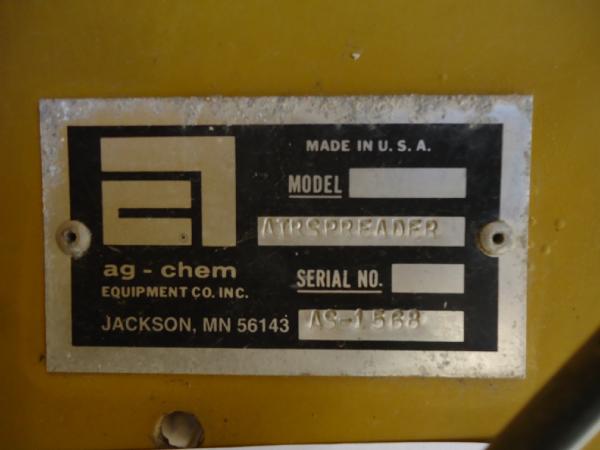 MADE IN U.S.A.
MODEL
AIRSPREADER
ag-chem
EQUIPMENT CO. INC.
SERIAL NO.
JACKSON, MN 56143
AS-1568